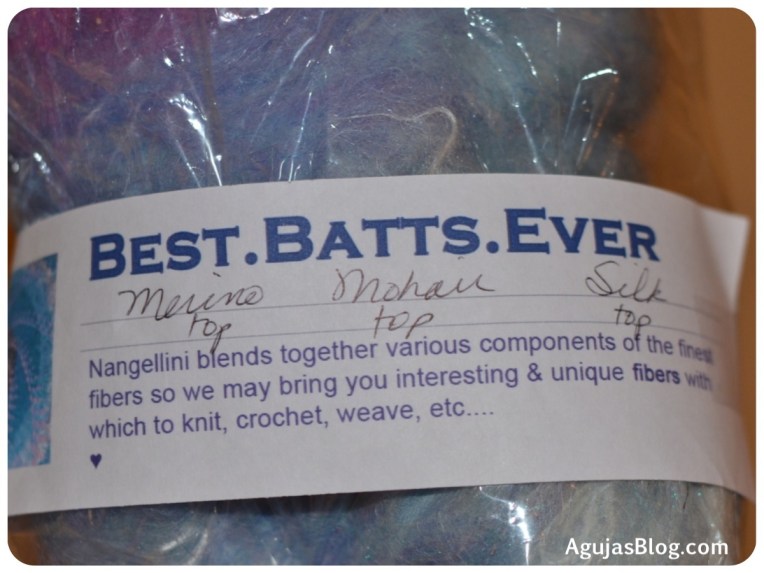 BEST.BATTS.EVER
Merino Mohair Silk
top top top
Nangellini blends together various components of the finest
fibers so we may bring you interesting & unique fibers with
which to knit, crochet, weave, etc....
♥
AgujasBlog.com